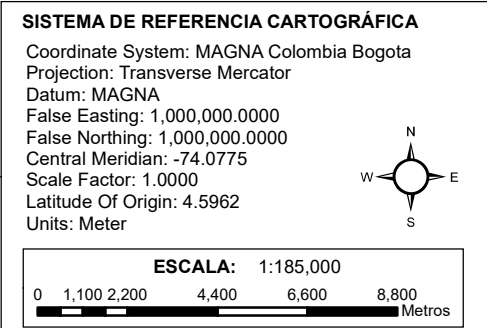 SISTEMA DE REFERENCIA CARTOGRÁFICA
Coordinate System: MAGNA Colombia Bogota
Projection: Transverse Mercator
Datum: MAGNA
False Easting: 1,000,000.0000
False Northing: 1,000,000.0000
Central Meridian: -74.0775
Scale Factor: 1.0000
Latitude Of Origin: 4.5962
Units: Meter
N
W E
S
ESCALA: 1:185,000
0 1,100 2,200 4,400 6,600 8,800
Metros